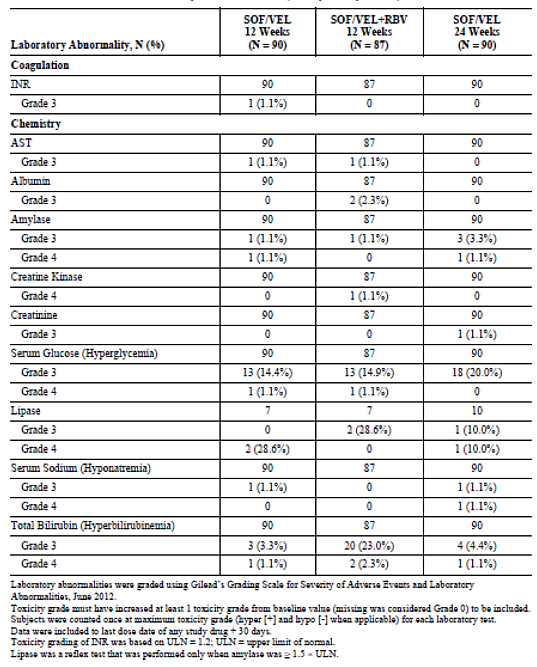 SOF/VEL SOF/VEL+RBV SOF/VEL
12 Weeks 12 Weeks 24 Weeks
Laboratory Abnormality, N (%) (N = 90) (N = 87) (N = 90)
Coagulation
INR 90 87 90
Grade 3 1 (1.1%) 0 0
Chemistry
AST 90 87 90
Grade 3 1 (1.1%) 1 (1.1%) 0
Albumin 90 87 90
Grade 3 0 2 (2.3%) 0
Amylase 90 87 90
Grade 3 1 (1.1%) 1 (1.1%) 3 (3.3%)
Grade 4 1 (1.1%) 0 1 (1.1%)
Creatine Kinase 90 87 90
Grade 4 0 1 (1.1%) 0
Creatinine 90 87 90
Grade 3 0 0 1 (1.1%)
Serum Glucose (Hyperglycemia) 90 87 90
Grade 3 13 (14.4%) 13 (14.9%) 18 (20.0%)
Grade 4 1 (1.1%) 1 (1.1%) 0
Lipase 7 7 10
Grade 3 0 2 (28.6%) 1 (10.0%)
Grade 4 2 (28.6%) 0 1 (10.0%)
Serum Sodium (Hyponatremia) 90 87 90
Grade 3 1 (1.1%) 0 1 (1.1%)
Grade 4 0 0 1 (1.1%)
Total Bilirubin (Hyperbilirubinemia) 90 87 90
Grade 3 3 (3.3%) 20 (23.0%) 4 (4.4%)
Grade 4 1 (1.1%) 2 (2.3%) 1 (1.1%)
Laboratory abnormalities were graded using Gilead's Grading Scale for Severity of Adverse Events and Laboratory
Abnormalities, June 2012.
Toxicity grade must have increased at least 1 toxicity grade from baseline value (missing was considered Grade 0) to be included.
Subjects were counted once at maximum toxicity grade (hyper [+] and hypo [-] when applicable) for each laboratory test.
Data were included to last dose date of any study drug + 30 days.
Toxicity grading of INR was based on ULN = 1.2; ULN = upper limit of normal.
Lipase was a reflex test that was performed only when amylase was ≥ 1.5 × ULN.